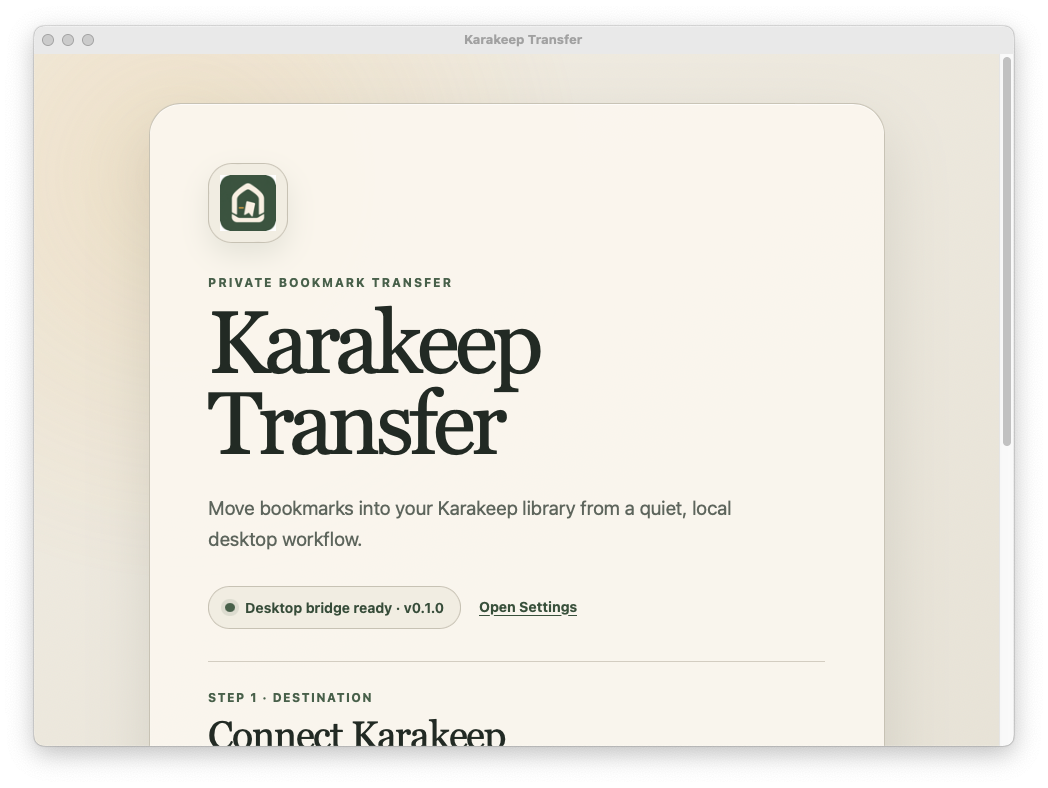 Karakeep Transfer
PRIVATE BOOKMARK TRANSFER
Karakeep
Transfer
Move bookmarks into your Karakeep library from a quiet, local
desktop workflow.
Desktop bridge ready · v0.1.0
Open Settings
STEP 1 · DESTINATION
Connect Karakeep